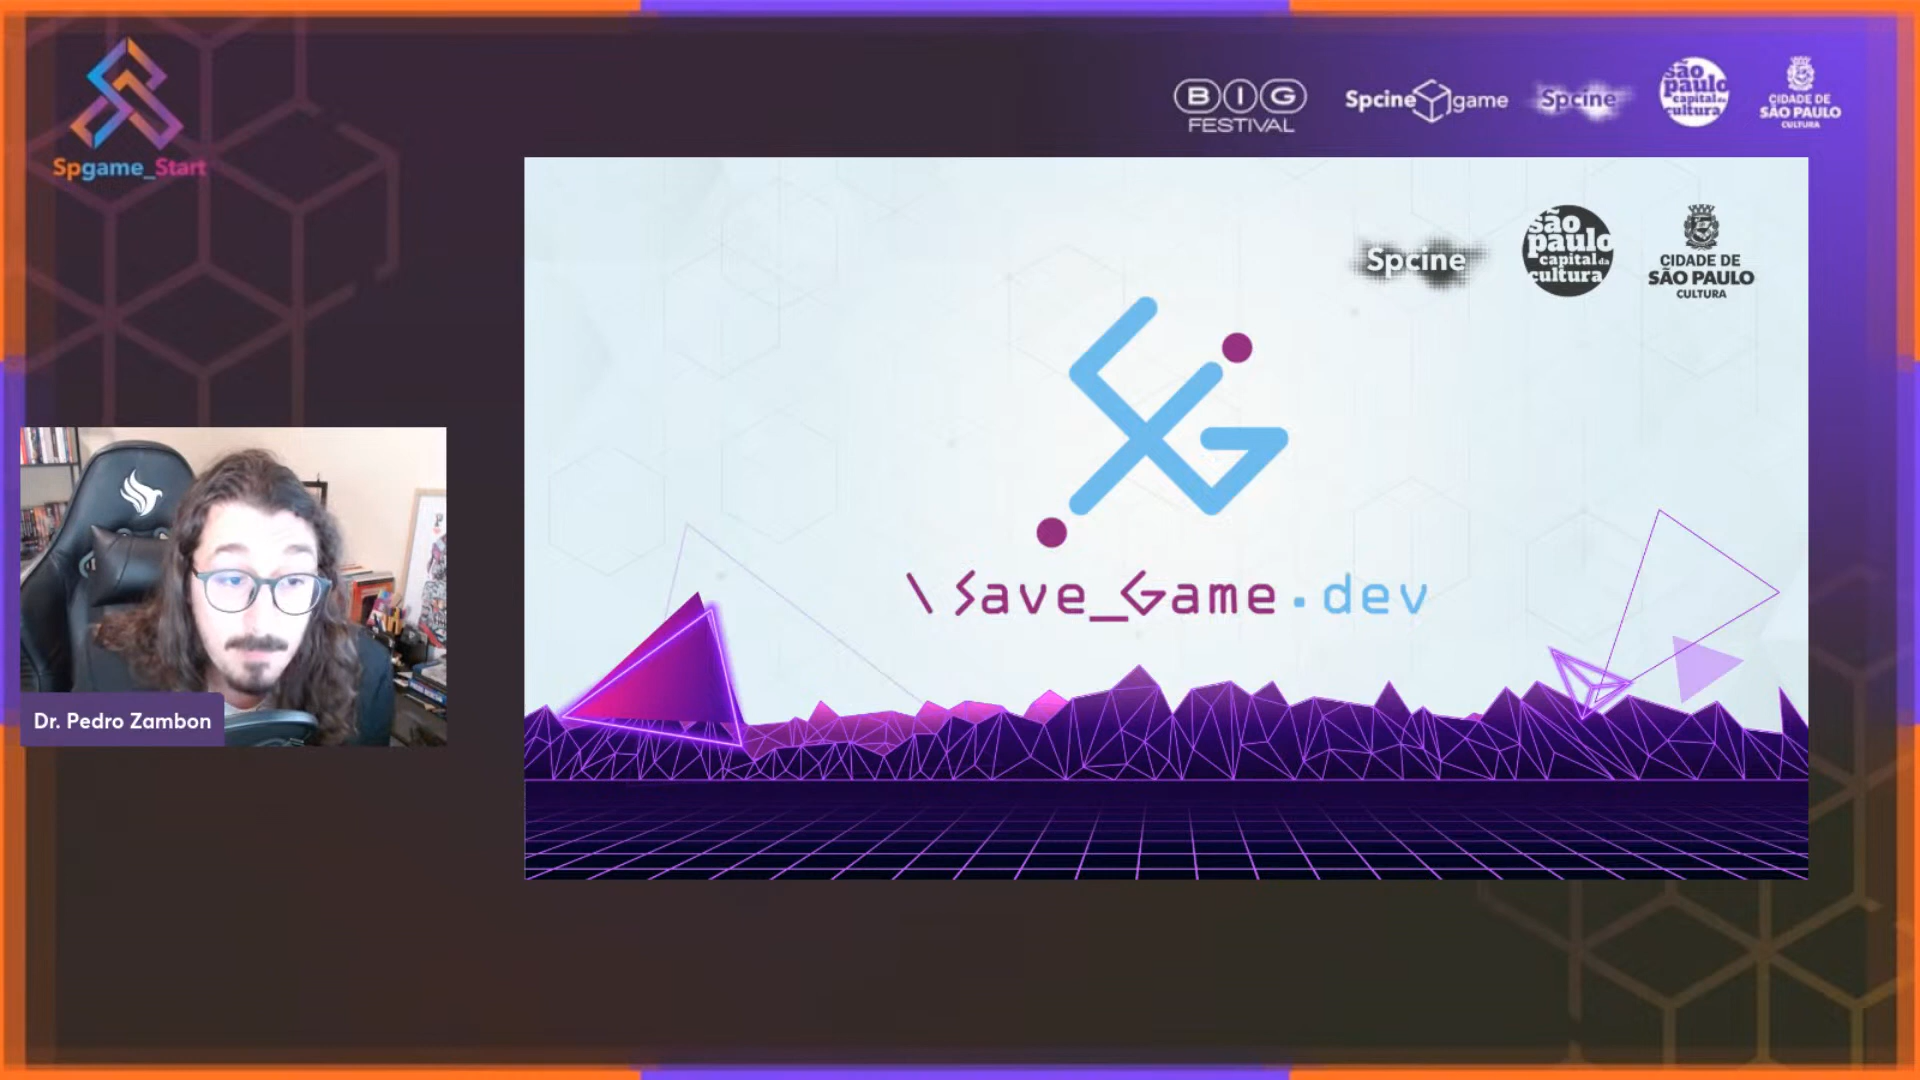 Spgame_Start
BIG
FESTIVAL
Spcine game
Spcine
são
paulo
capital da
cultura
CIDADE DE
SÃO PAULO
CULTURA
Spcine
são
paulo
capital da
cultura
CIDADE DE
SÃO PAULO
CULTURA
\Save_Game.dev
Dr. Pedro Zambon